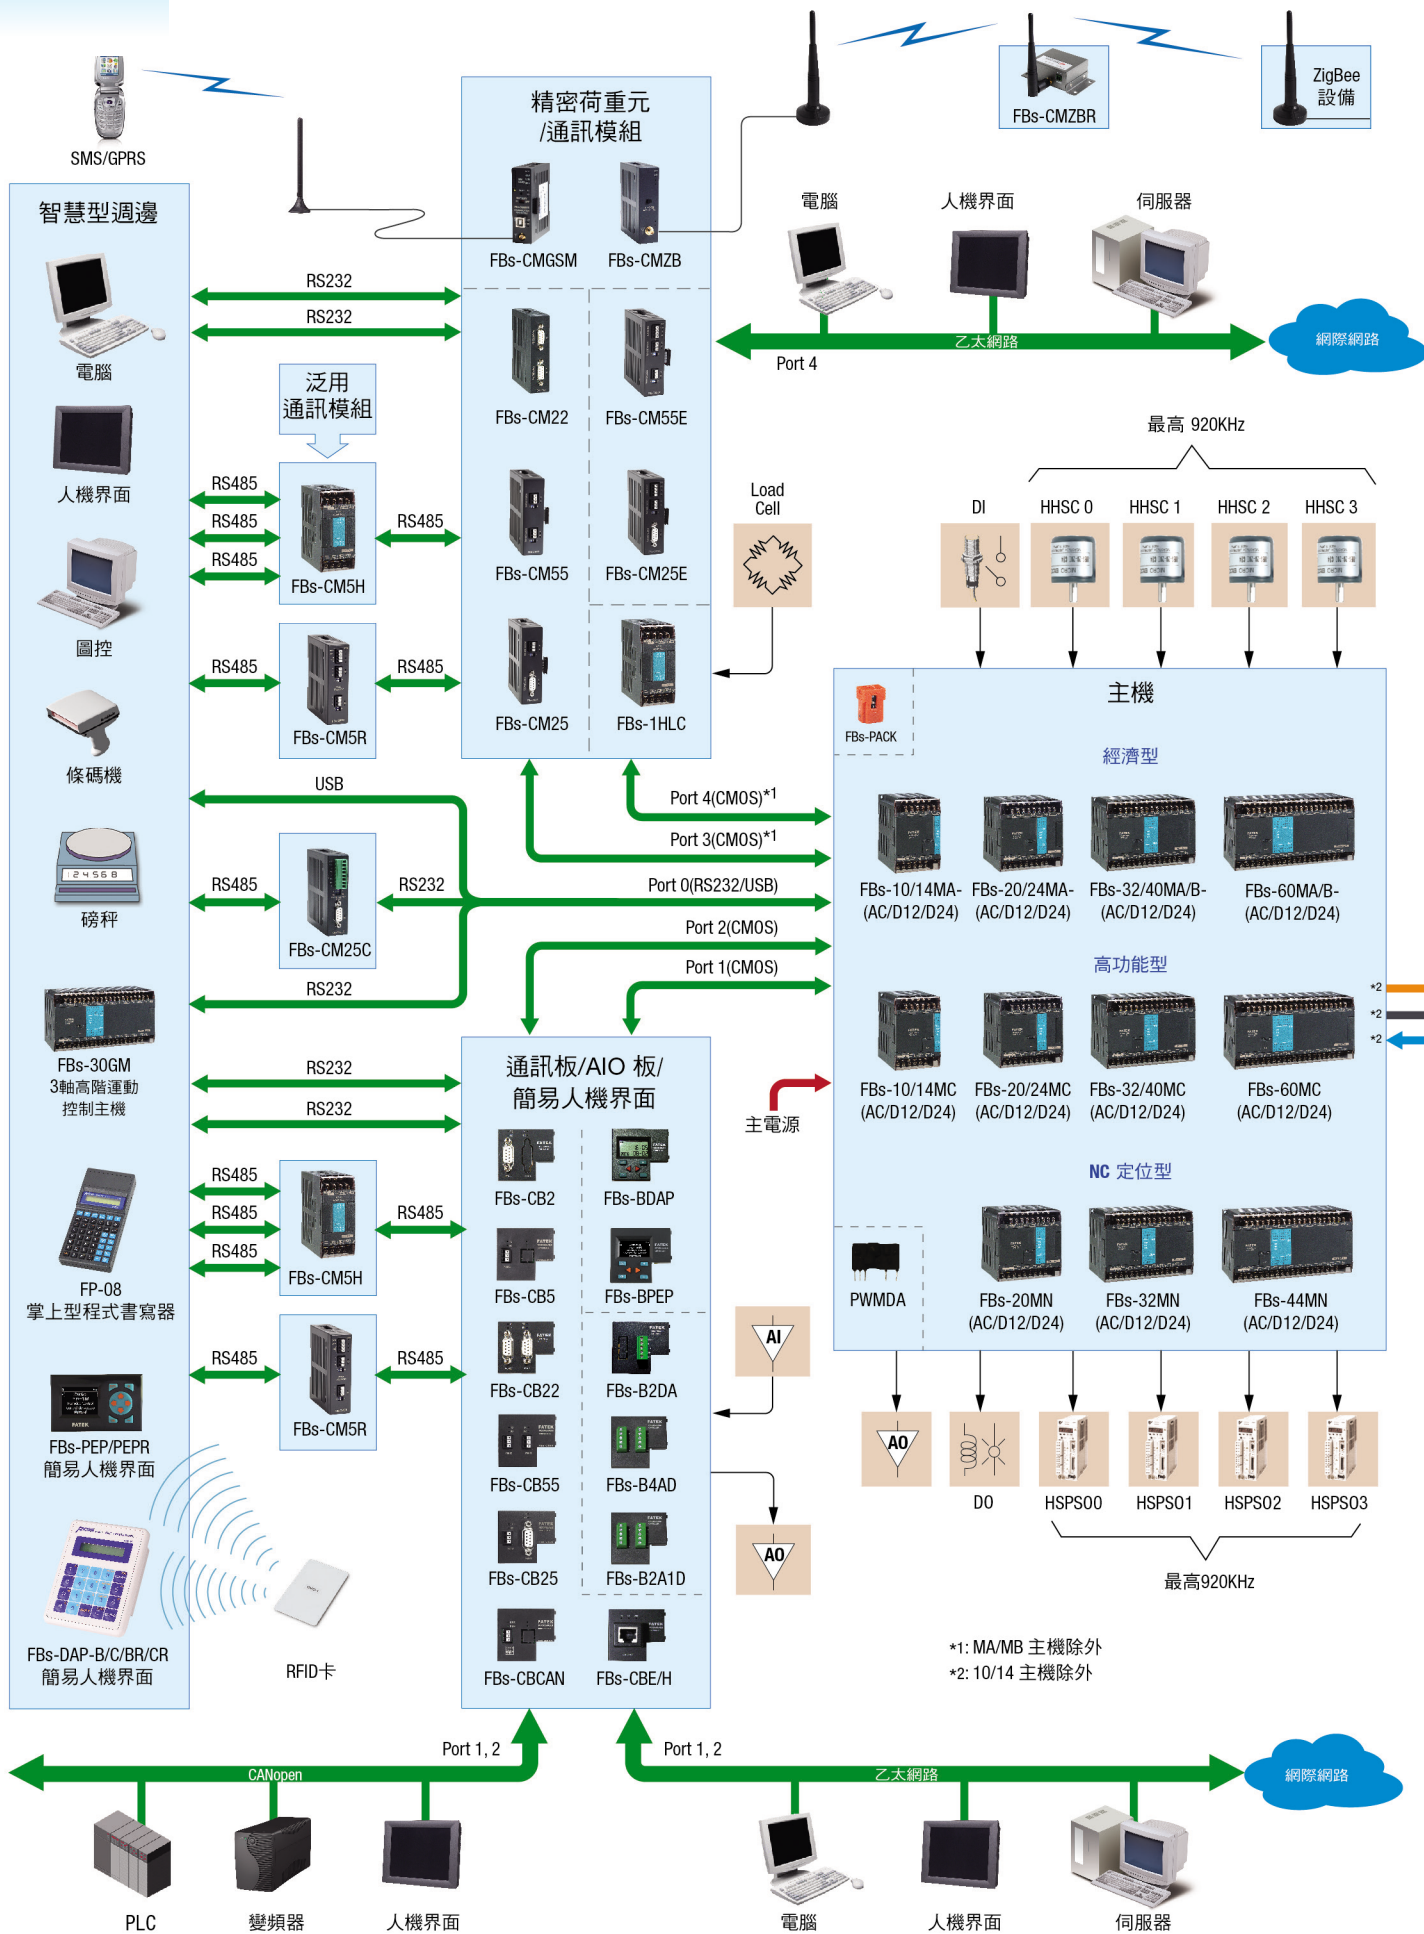 ZigBee
設備
FBs-CMZBR
SMS/GPRS
精密荷重元
/通訊模組
FBs-CMGSM
FBs-CMZB
FBs-CM22
FBs-CM55E
FBs-CM55
FBs-CM25E
FBs-CM25
FBs-1HLC
電腦
人機界面
伺服器
乙太網路
Port 4
網際網路
智慧型週邊
電腦
人機界面
圖控
條碼機
磅秤
FBs-30GM
3軸高階運動
控制主機
FP-08
掌上型程式書寫器
FBs-PEP/PEPR
簡易人機界面
FBs-DAP-B/C/BR/CR
簡易人機界面
RFID卡
RS232
RS232
泛用
通訊模組
RS485
RS485
RS485
RS485
FBs-CM5H
RS485
RS485
FBs-CM5R
USB
RS485
RS232
FBs-CM25C
RS232
Load
Cell
最高 920KHz
DI
HHSC 0
HHSC 1
HHSC 2
HHSC 3
Port 4(CMOS)*1
Port 3(CMOS)*1
Port 0(RS232/USB)
Port 2(CMOS)
Port 1(CMOS)
主機
FBs-PACK
經濟型
FBs-10/14MA-
(AC/D12/D24)
FBs-20/24MA-
(AC/D12/D24)
FBs-32/40MA/B-
(AC/D12/D24)
FBs-60MA/B-
(AC/D12/D24)
高功能型
FBs-10/14MC
(AC/D12/D24)
FBs-20/24MC
(AC/D12/D24)
FBs-32/40MC
(AC/D12/D24)
FBs-60MC
(AC/D12/D24)
*2
*2
*2
主電源
NC 定位型
PWMDA
FBs-20MN
(AC/D12/D24)
FBs-32MN
(AC/D12/D24)
FBs-44MN
(AC/D12/D24)
RS232
RS232
RS485
RS485
RS485
RS485
FBs-CM5H
RS485
RS485
FBs-CM5R
通訊板/AIO 板/
簡易人機界面
FBs-CB2
FBs-BDAP
FBs-CB5
FBs-BPEP
FBs-CB22
FBs-B2DA
FBs-CB55
FBs-B4AD
FBs-CB25
FBs-B2A1D
FBs-CBCAN
FBs-CBE/H
AI
AO
AO
DO
HSPSO0
HSPSO1
HSPSO2
HSPSO3
最高920KHz
*1: MA/MB 主機除外
*2: 10/14 主機除外
Port 1, 2
CANopen
PLC
變頻器
人機界面
Port 1, 2
乙太網路
網際網路
電腦
人機界面
伺服器